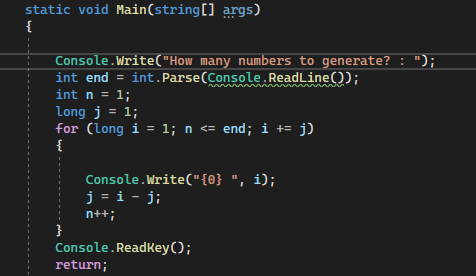 static void Main(string[] args)
{
Console.Write("How many numbers to generate? : ");
int end = int.Parse(Console.ReadLine());
int n = 1;
long j = 1;
for (long i = 1; n <= end; i += j)
{
Console.Write("{0} ", i);
j = i - j;
n++;
}
Console.ReadKey();
return;